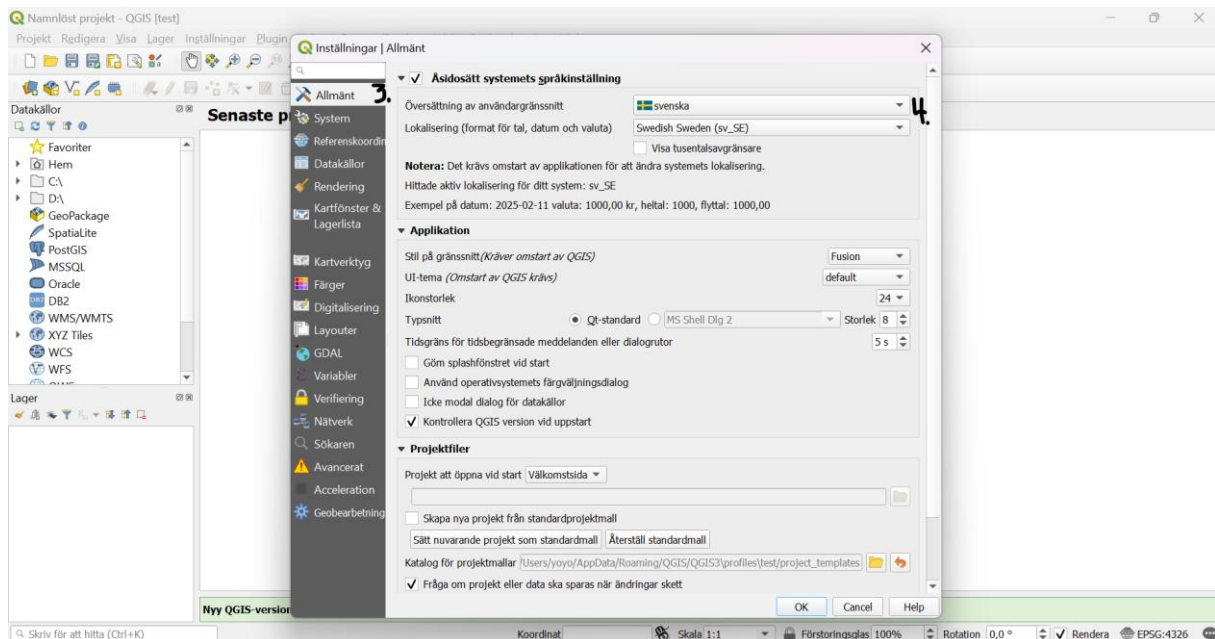 Namnlöst projekt - QGIS [test]
Projekt Redigera Visa Lager Inställningar Plugin
Datakällor
Favoriter
Hem
C:\
D:\
GeoPackage
SpatiaLite
PostGIS
MSSQL
Oracle
DB2
WMS/WMTS
XYZ Tiles
WCS
WFS
Lager
Senaste p
Nyy QGIS-version
Inställningar | Allmänt
Allmänt 3.
System
Referenskoordin
Datakällor
Rendering
Kartfönster &
Lagerlista
Kartverktyg
Färger
Digitalisering
Layouter
GDAL
Variabler
Verifiering
Nätverk
Sökaren
Avancerat
Acceleration
Geobearbetning
Åsidosätt systemets språkinställning
Översättning av användargränssnitt svenska 4.
Lokalisering (format för tal, datum och valuta) Swedish Sweden (sv_SE)
Visa tusentalsavgränsare
Notera: Det krävs omstart av applikationen för att ändra systemets lokalisering.
Hittade aktiv lokalisering för ditt system: sv_SE
Exempel på datum: 2025-02-11 valuta: 1000,00 kr, heltal: 1000, flyttal: 1000,00
Applikation
Stil på gränssnitt(Kräver omstart av QGIS) Fusion
UI-tema (Omstart av QGIS krävs) default
Ikonstorlek 24
Typsnitt Qt-standard MS Shell Dlg 2 Storlek 8
Tidsgräns för tidsbegränsade meddelanden eller dialogrutor 5 s
Göm splashfönstret vid start
Använd operativsystemets färgväljningsdialog
Icke modal dialog för datakällor
Kontrollera QGIS version vid uppstart
Projektfiler
Projekt att öppna vid start Välkomstsida
Skapa nya projekt från standardprojektmall
Sätt nuvarande projekt som standardmall Återställ standardmall
Katalog för projektmallar /Users/yoyo/AppData/Roaming/QGIS/QGIS3\profiles\test/project_templates
Fråga om projekt eller data ska sparas när ändringar skett
OK Cancel Help
Skriv för att hitta (Ctrl+K) Koordinat Skala 1:1 Förstoringsglas 100% Rotation 0,0 ° Rendera EPSG:4326